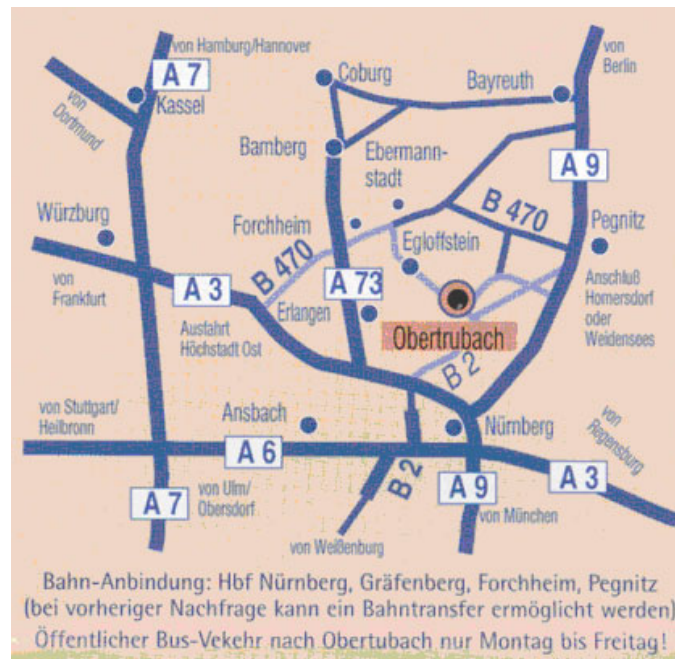 von Hamburg/Hannover
A 7
Kassel
von
Dortmund
Coburg
Bayreuth
von
Berlin
Bamberg
Ebermann-
stadt
A 9
Würzburg
Forchheim
B 470
Pegnitz
Egloffstein
B 470
von
Frankfurt
A 3
A 73
Anschluß
Hormersdorf
oder
Weidensees
Ausfahrt
Höchstadt Ost
Erlangen
Obertrubach
B 2
von Stuttgart/
Heilbronn
Ansbach
Nürnberg
von
Regensburg
A 6
B 2
A 7
von Ulm/
Obersdorf
A 9
A 3
von München
von Weißenburg
Bahn-Anbindung: Hbf Nürnberg, Gräfenberg, Forchheim, Pegnitz
(bei vorheriger Nachfrage kann ein Bahntransfer ermöglicht werden)
Öffentlicher Bus-Vekehr nach Obertubach nur Montag bis Freitag!